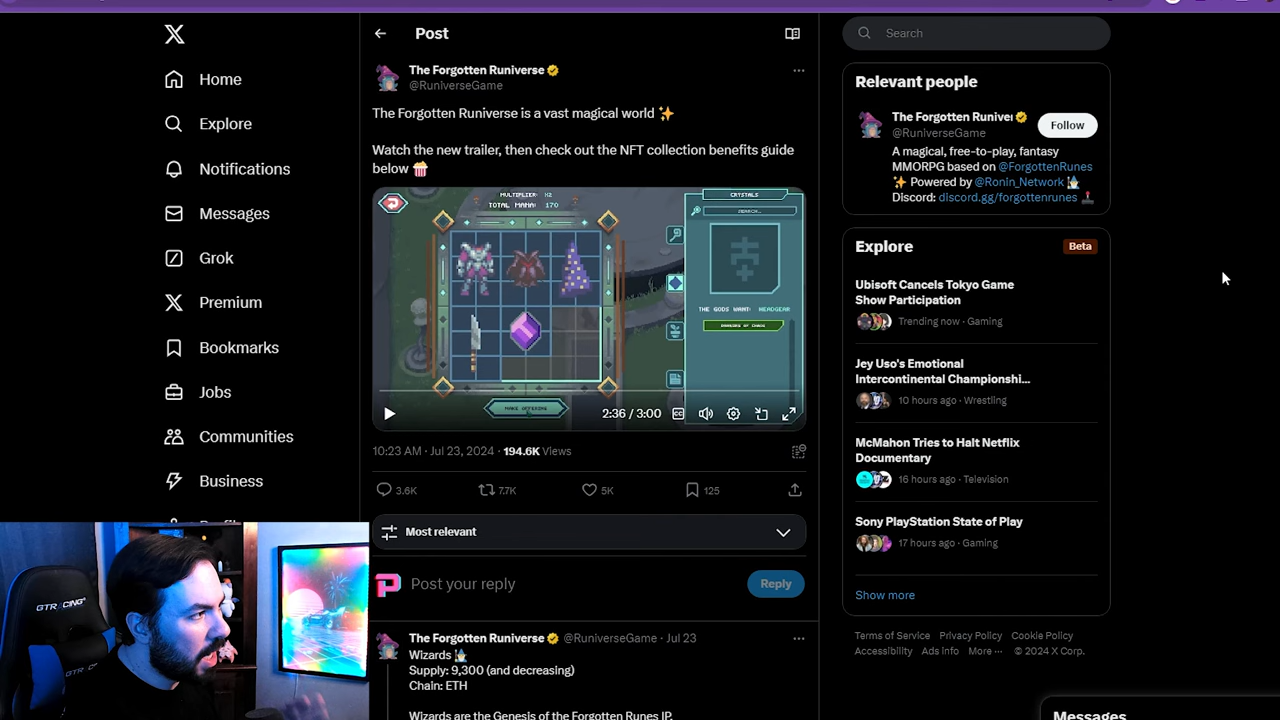 Home
Explore
Notifications
Messages
Grok
Premium
Bookmarks
Jobs
Communities
Business
Post
The Forgotten Runiverse
@RuniverseGame
The Forgotten Runiverse is a vast magical world ✨
Watch the new trailer, then check out the NFT collection benefits guide
below 🍿
MULTIPLIER: X2
TOTAL MAMA: 170
CRYSTALS
SEARCH...
THE GODS WANT: HEADGEAR
MAKE OFFERING
2:36 / 3:00
10:23 AM · Jul 23, 2024 · 194.6K Views
3.6K 7.7K 5K 125
Most relevant
Post your reply
Reply
The Forgotten Runiverse @RuniverseGame · Jul 23
Wizards
Supply: 9,300 (and decreasing)
Chain: ETH
Wizards are the Genesis of the Forgotten Runes IP.
Search
Relevant people
The Forgotten Runiver
@RuniverseGame
Follow
A magical, free-to-play, fantasy
MMORPG based on @ForgottenRunes
✨ Powered by @Ronin_Network
Discord: discord.gg/forgottenrunes
Explore
Beta
Ubisoft Cancels Tokyo Game
Show Participation
Trending now · Gaming
Jey Uso's Emotional
Intercontinental Championshi...
10 hours ago · Wrestling
McMahon Tries to Halt Netflix
Documentary
16 hours ago · Television
Sony PlayStation State of Play
17 hours ago · Gaming
Show more
Terms of Service Privacy Policy Cookie Policy
Accessibility Ads info More ··· © 2024 X Corp.
Messages
GTRACING